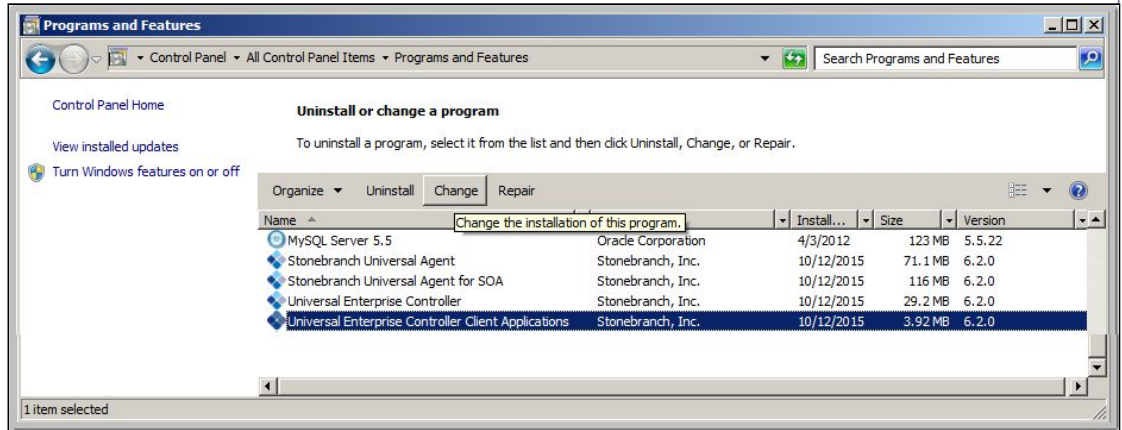 Programs and Features
Control Panel All Control Panel Items Programs and Features Search Programs and Features
Control Panel Home
View installed updates
Turn Windows features on or off
Uninstall or change a program
To uninstall a program, select it from the list and then click Uninstall, Change, or Repair.
Organize Uninstall Change Repair
Name Install... Size Version
Change the installation of this program.
MySQL Server 5.5 Oracle Corporation 4/3/2012 123 MB 5.5.22
Stonebranch Universal Agent Stonebranch, Inc. 10/12/2015 71.1 MB 6.2.0
Stonebranch Universal Agent for SOA Stonebranch, Inc. 10/12/2015 116 MB 6.2.0
Universal Enterprise Controller Stonebranch, Inc. 10/12/2015 29.2 MB 6.2.0
Universal Enterprise Controller Client Applications Stonebranch, Inc. 10/12/2015 3.92 MB 6.2.0
1 item selected